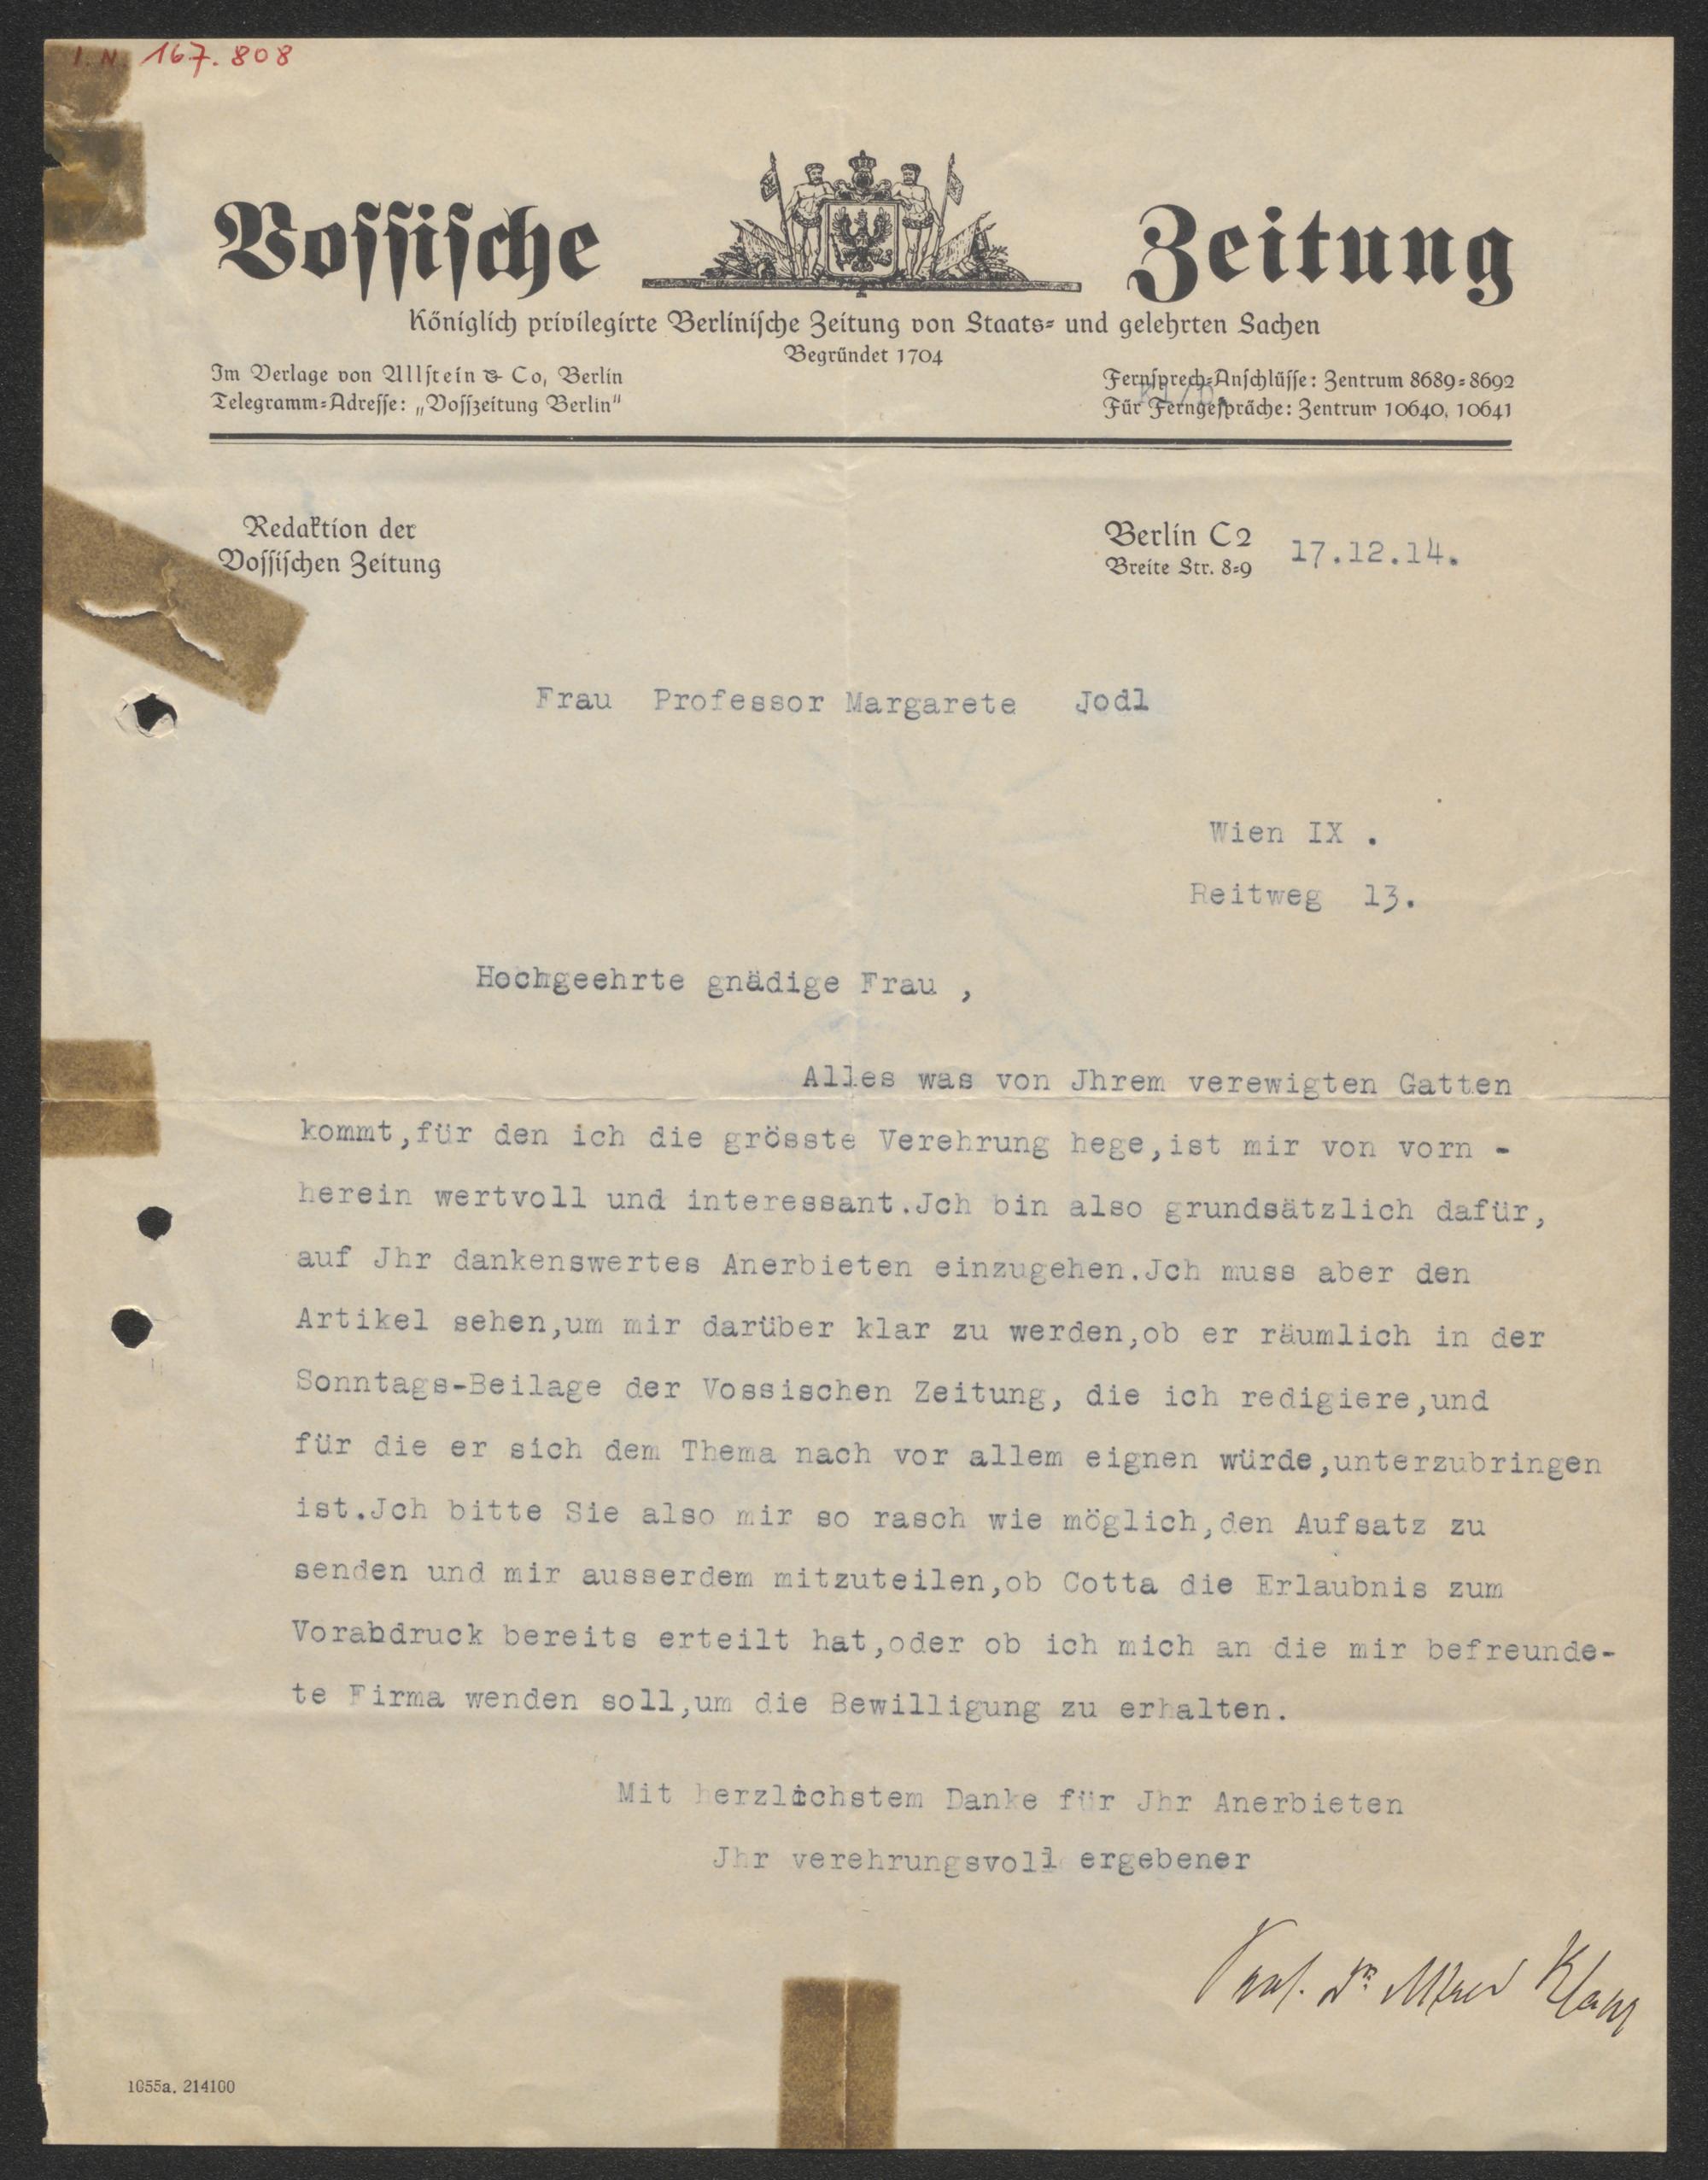 I. N. 167.808
Vossische Zeitung
Königlich privilegirte Berlinische Zeitung von Staats- und gelehrten Sachen
Begründet 1704
Im Verlage von Ullstein & Co, Berlin
Telegramm-Adresse: „Vosszeitung Berlin"
Fernsprech-Anschlüsse: Zentrum 8689-8692
Für Ferngespräche: Zentrum 10640, 10641
Redaktion der
Vossischen Zeitung
Berlin C2
Breite Str. 8-9
17.12.14.
Frau Professor Margarete Jodl
Wien IX .
Reitweg 13.
Hochgeehrte gnädige Frau ,
Alles was von Jhrem verewigten Gatten
kommt,für den ich die grösste Verehrung hege,ist mir von vorn -
herein wertvoll und interessant.Jch bin also grundsätzlich dafür,
auf Jhr dankenswertes Anerbieten einzugehen.Jch muss aber den
Artikel sehen,um mir darüber klar zu werden,ob er räumlich in der
Sonntags-Beilage der Vossischen Zeitung, die ich redigiere,und
für die er sich dem Thema nach vor allem eignen würde,unterzubringen
ist.Jch bitte Sie also mir so rasch wie möglich,den Aufsatz zu
senden und mir ausserdem mitzuteilen,ob Cotta die Erlaubnis zum
Vorabdruck bereits erteilt hat,oder ob ich mich an die mir befreunde-
te Firma wenden soll,um die Bewilligung zu erhalten.
Mit herzlichstem Danke für Jhr Anerbieten
Jhr verehrungsvoll ergebener
Prof. Dr. Alfred Klaar
1055a. 214100